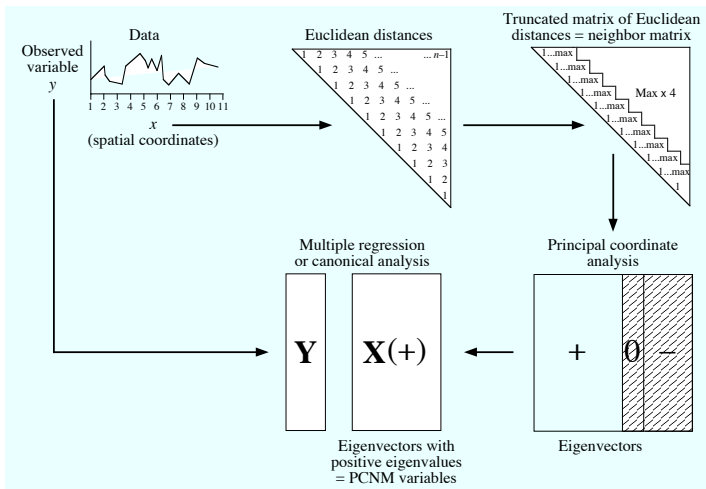 Observed
variable
y
Data
1 2 3 4 5 6 7 8 9 10 11
x
(spatial coordinates)
Euclidean distances
1 2 3 4 5 ... ... n–1
1 2 3 4 5 ...
1 2 3 4 5 ...
1 2 3 4 5 ...
1 2 3 4 5 ...
1 2 3 4 5 ...
1 2 3 4 5
1 2 3 4
1 2 3
1 2
1
Truncated matrix of Euclidean
distances = neighbor matrix
1...max
1...max
1...max
1...max
1...max
1...max
1...max
1...max
1...max
1...max
1
Max x 4
Principal coordinate
analysis
+ 0 –
Eigenvectors
Multiple regression
or canonical analysis
Y
X(+)
Eigenvectors with
positive eigenvalues
= PCNM variables